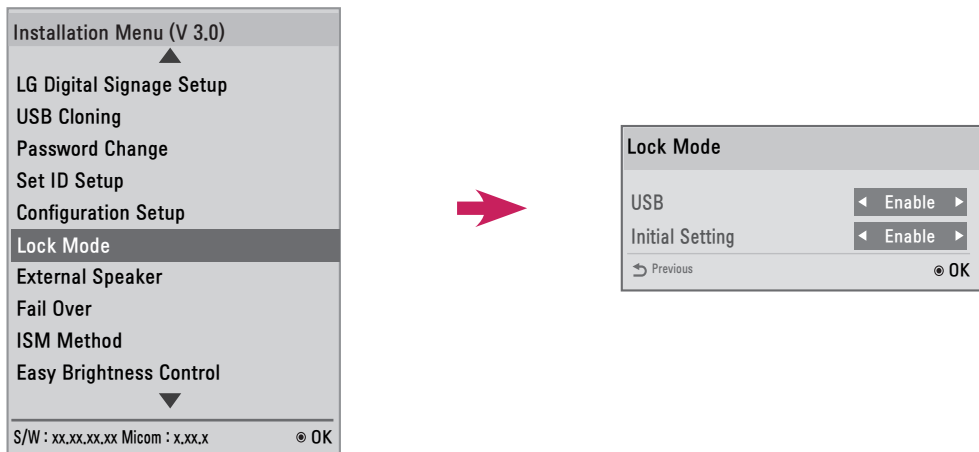 Installation Menu (V 3.0)
LG Digital Signage Setup
USB Cloning
Password Change
Set ID Setup
Configuration Setup
Lock Mode
External Speaker
Fail Over
ISM Method
Easy Brightness Control
S/W : xx.xx.xx.xx Micom : x.xx.x OK
Lock Mode
USB Enable
Initial Setting Enable
Previous OK